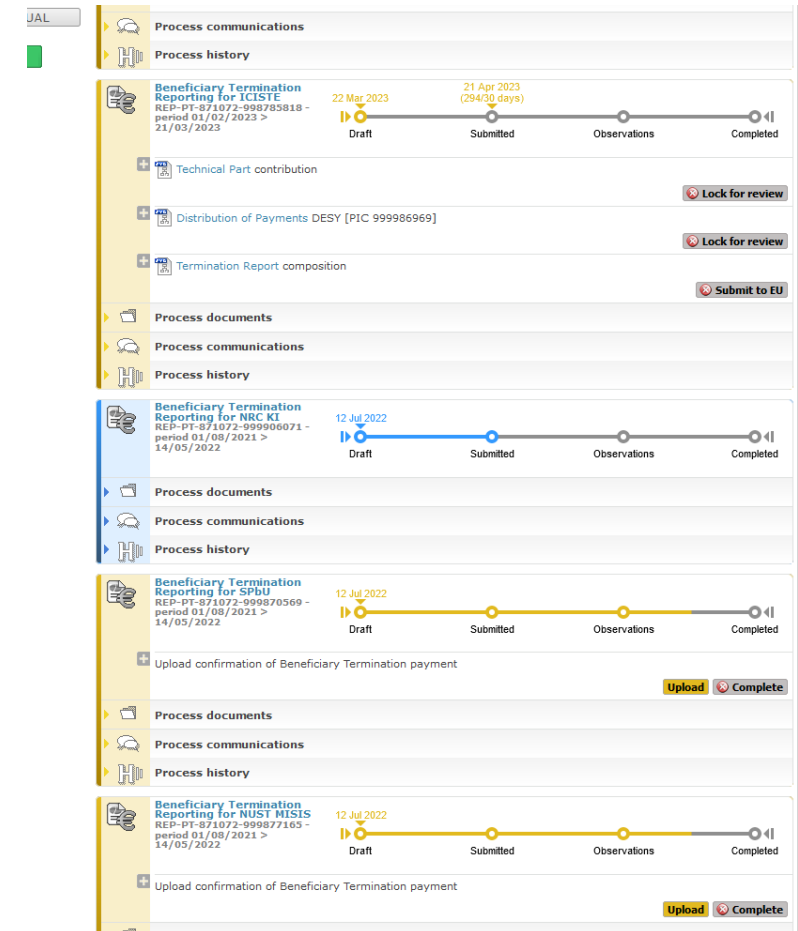 UAL
Process communications
Process history
Beneficiary Termination
Reporting for ICISTE
REP-PT-871072-998785818 -
period 01/02/2023 >
21/03/2023
22 Mar 2023
21 Apr 2023
(294/30 days)
Draft
Submitted
Observations
Completed
Technical Part contribution
Lock for review
Distribution of Payments DESY [PIC 999986969]
Lock for review
Termination Report composition
Submit to EU
Process documents
Process communications
Process history
Beneficiary Termination
Reporting for NRC KI
REP-PT-871072-999906071 -
period 01/08/2021 >
14/05/2022
12 Jul 2022
Draft
Submitted
Observations
Completed
Process documents
Process communications
Process history
Beneficiary Termination
Reporting for SPbU
REP-PT-871072-999870569 -
period 01/08/2021 >
14/05/2022
12 Jul 2022
Draft
Submitted
Observations
Completed
Upload confirmation of Beneficiary Termination payment
Upload
Complete
Process documents
Process communications
Process history
Beneficiary Termination
Reporting for NUST MISIS
REP-PT-871072-999877165 -
period 01/08/2021 >
14/05/2022
12 Jul 2022
Draft
Submitted
Observations
Completed
Upload confirmation of Beneficiary Termination payment
Upload
Complete